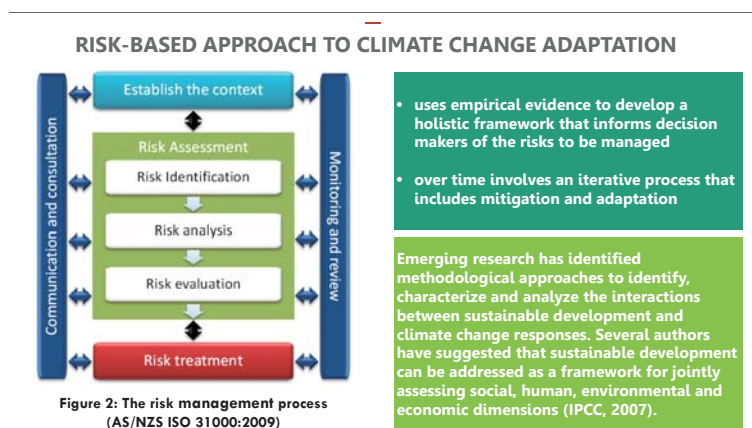 RISK-BASED APPROACH TO CLIMATE CHANGE ADAPTATION
Communication and consultation
Establish the context
Risk Assessment
Risk Identification
Risk analysis
Risk evaluation
Risk treatment
Monitoring and review
Figure 2: The risk management process
(AS/NZS ISO 31000:2009)
• uses empirical evidence to develop a
holistic framework that informs decision
makers of the risks to be managed
• over time involves an iterative process that
includes mitigation and adaptation
Emerging research has identified
methodological approaches to identify,
characterize and analyze the interactions
between sustainable development and
climate change responses. Several authors
have suggested that sustainable development
can be addressed as a framework for jointly
assessing social, human, environmental and
economic dimensions (IPCC, 2007).